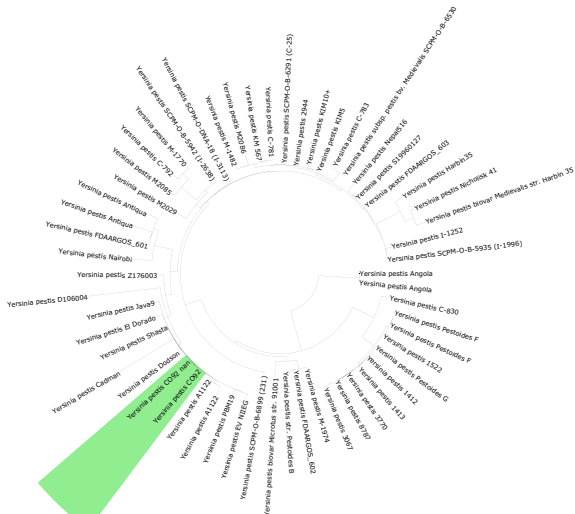 Yersinia pestis SCPM-O-B-6291 (C-25)
Yersinia pestis 2944
Yersinia pestis KIM10+
Yersinia pestis KIM5
Yersinia pestis C-783
Yersinia pestis subsp. pestis bv. Medievalis SCPM-O-B-6530
Yersinia pestis Nepal516
Yersinia pestis S19960127
Yersinia pestis FDAARGOS_603
Yersinia pestis Harbin35
Yersinia pestis Nicholisk 41
Yersinia pestis biovar Medievalis str. Harbin 35
Yersinia pestis I-1252
Yersinia pestis SCPM-O-B-5935 (I-1996)
Yersinia pestis Angola
Yersinia pestis Angola
Yersinia pestis C-830
Yersinia pestis Pestoides F
Yersinia pestis Pestoides F
Yersinia pestis 1522
Yersinia pestis Pestoides G
Yersinia pestis 1412
Yersinia pestis 1413
Yersinia pestis 3770
Yersinia pestis 8787
Yersinia pestis 3067
Yersinia pestis M-1974
Yersinia pestis FDAARGOS_602
Yersinia pestis str. Pestoides B
Yersinia pestis biovar Microtus str. 91001
Yersinia pestis SCPM-O-B-6899 (231)
Yersinia pestis EV NIIEG
Yersinia pestis PBM19
Yersinia pestis A1122
Yersinia pestis A1122
Yersinia pestis CO92
Yersinia pestis CO92 nan
Yersinia pestis Dodson
Yersinia pestis Cadman
Yersinia pestis Shasta
Yersinia pestis El Dorado
Yersinia pestis Java9
Yersinia pestis D106004
Yersinia pestis Z176003
Yersinia pestis Nairobi
Yersinia pestis FDAARGOS_601
Yersinia pestis Antiqua
Yersinia pestis Antiqua
Yersinia pestis M2029
Yersinia pestis M2085
Yersinia pestis C-792
Yersinia pestis M-1770
Yersinia pestis SCPM-O-B-5942 (I-2638)
Yersinia pestis SCPM-O-DNA-18 (I-3113)
Yersinia pestis M-1482
Yersinia pestis M2086
Yersinia pestis KM 567
Yersinia pestis C-781